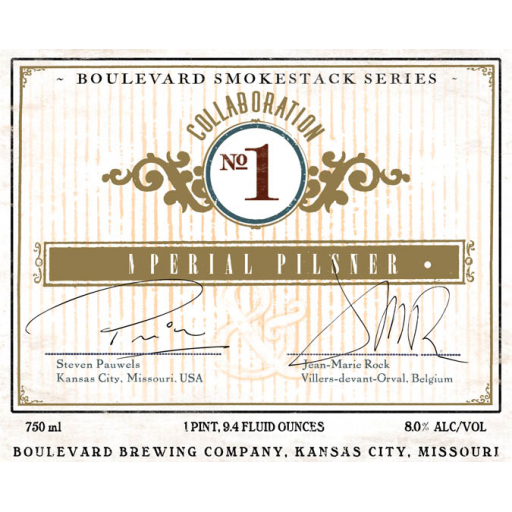 ~ BOULEVARD SMOKESTACK SERIES ~
COLLABORATION
Nº 1
PERIAL PILSNER •
&
Steven Pauwels
Kansas City, Missouri, USA
Jean-Marie Rock
Villers-devant-Orval, Belgium
750 ml
1 PINT, 9.4 FLUID OUNCES
8.0% ALC/VOL
BOULEVARD BREWING COMPANY, KANSAS CITY, MISSOURI